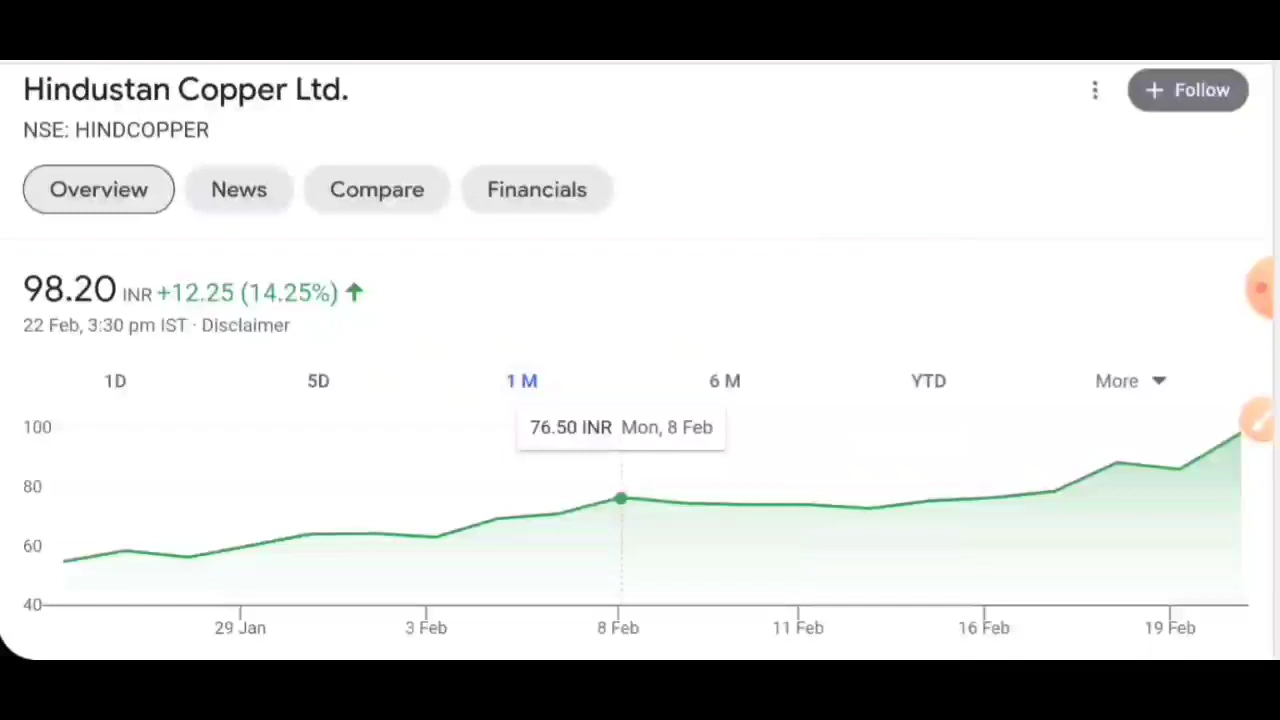 Hindustan Copper Ltd.
+ Follow
NSE: HINDCOPPER
Overview News Compare Financials
98.20 INR +12.25 (14.25%) ↑
22 Feb, 3:30 pm IST · Disclaimer
1D 5D 1 M 6 M YTD More
76.50 INR Mon, 8 Feb
100
80
60
40
29 Jan 3 Feb 8 Feb 11 Feb 16 Feb 19 Feb